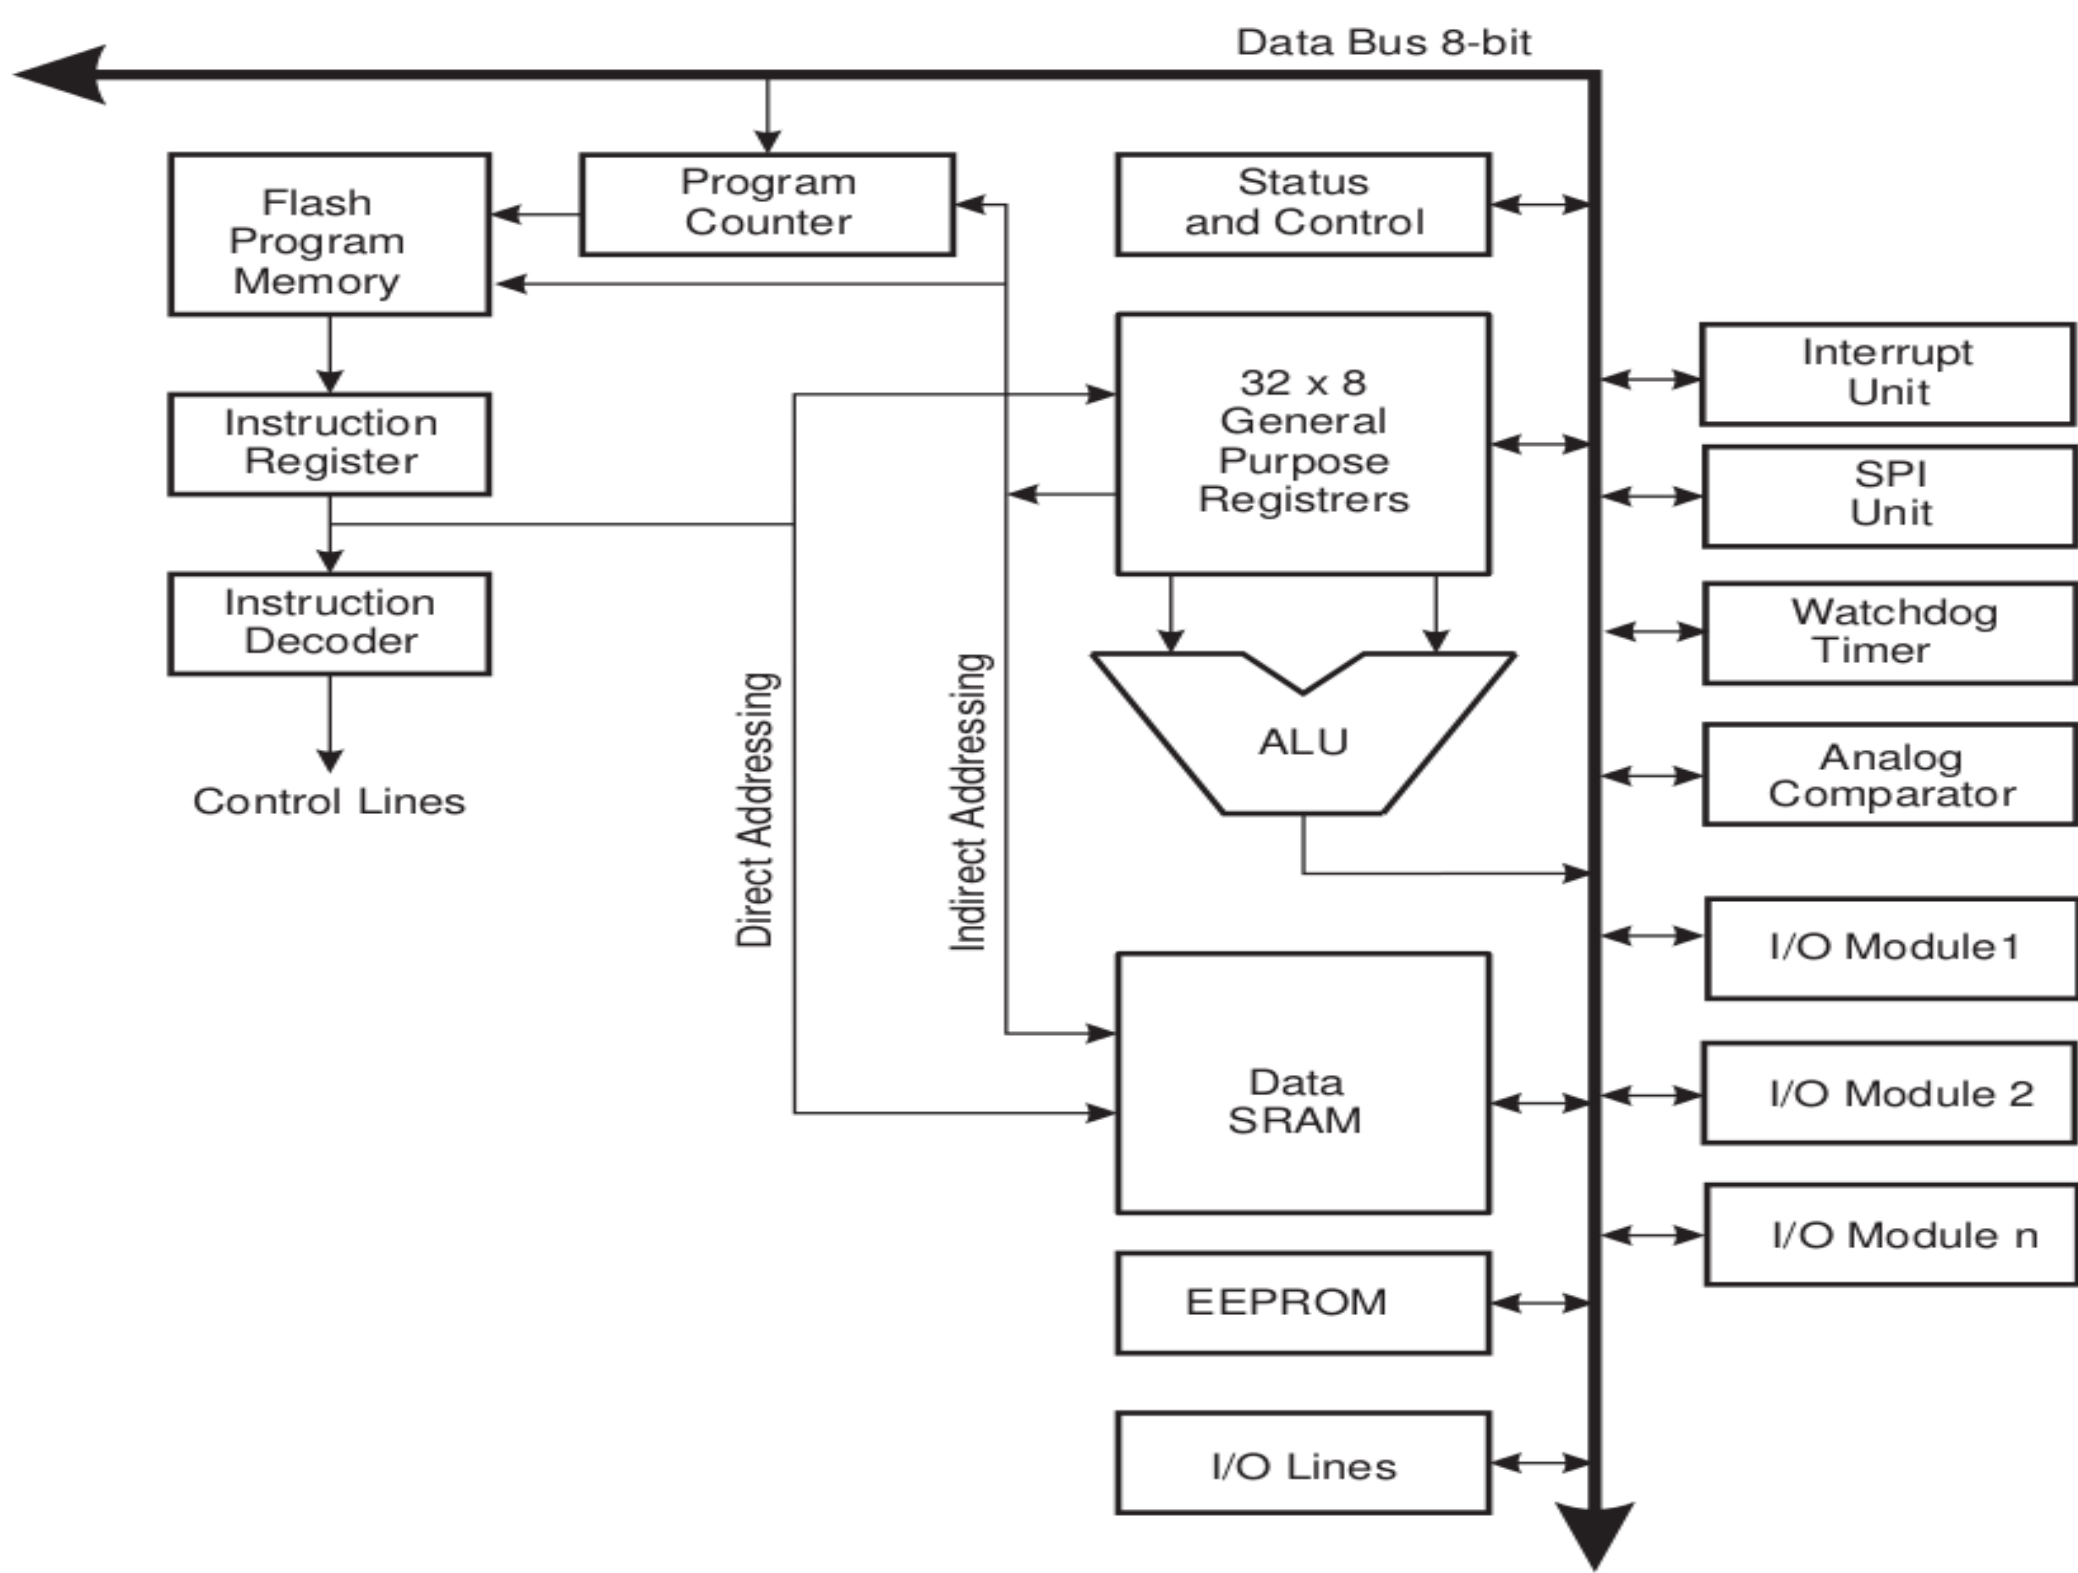 Data Bus 8-bit
Flash
Program
Memory
Program
Counter
Status
and Control
32 x 8
General
Purpose
Registrers
Interrupt
Unit
Instruction
Register
SPI
Unit
Instruction
Decoder
Watchdog
Timer
Control Lines
Direct Addressing
Indirect Addressing
ALU
Analog
Comparator
I/O Module1
Data
SRAM
I/O Module 2
I/O Module n
EEPROM
I/O Lines